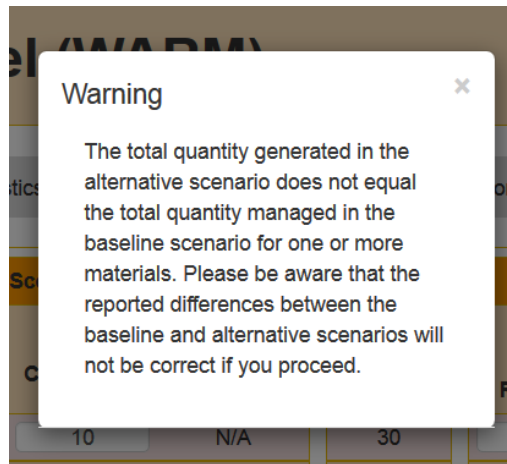 el (WARM)
Warning
×
The total quantity generated in the
alternative scenario does not equal
the total quantity managed in the
baseline scenario for one or more
materials. Please be aware that the
reported differences between the
baseline and alternative scenarios will
not be correct if you proceed.
10 N/A 30